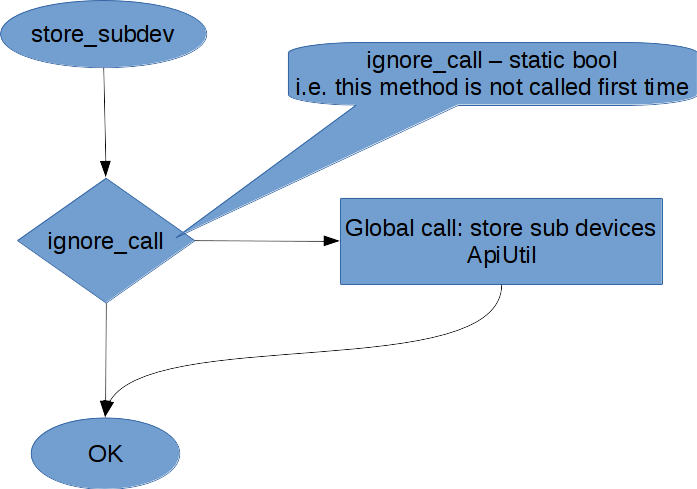 store_subdev
ignore_call – static bool
i.e. this method is not called first time
ignore_call
Global call: store sub devices
ApiUtil
OK